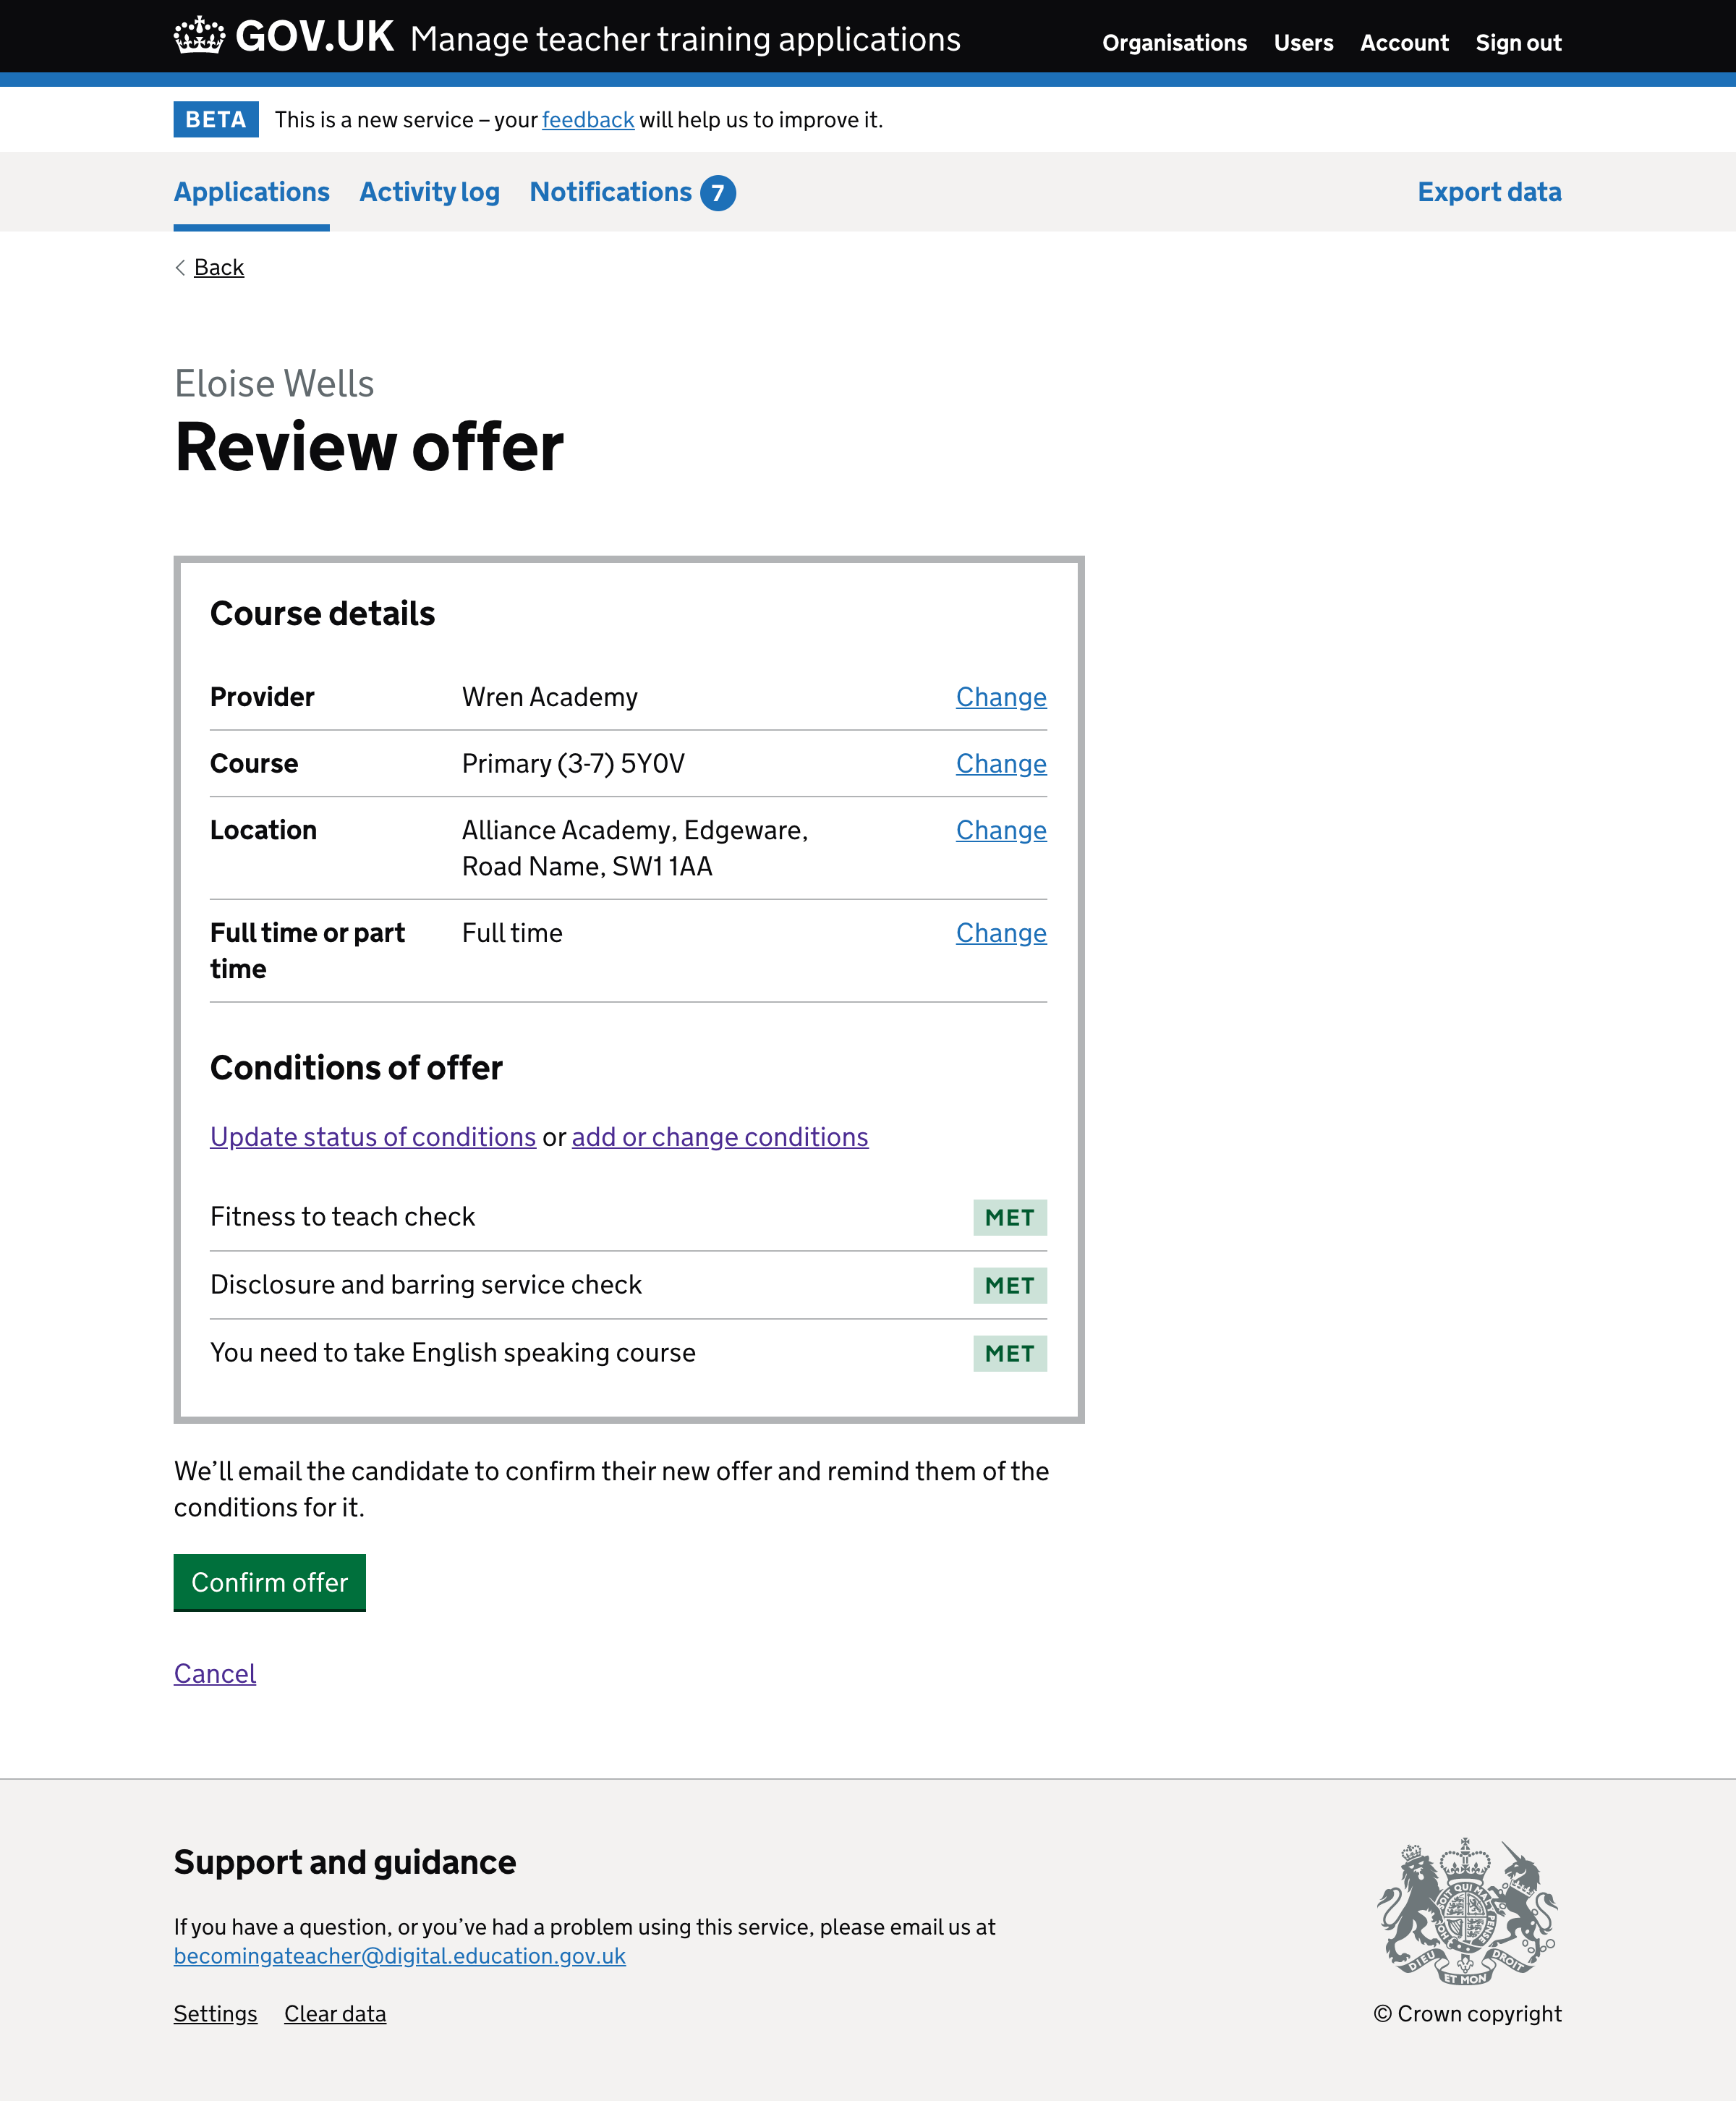 GOV.UK Manage teacher training applications Organisations Users Account Sign out
BETA This is a new service – your feedback will help us to improve it.
Applications Activity log Notifications 7 Export data
Back
Eloise Wells
Review offer
Course details
Provider Wren Academy Change
Course Primary (3-7) 5Y0V Change
Location Alliance Academy, Edgeware, Change
Road Name, SW1 1AA
Full time or part Full time Change
time
Conditions of offer
Update status of conditions or add or change conditions
Fitness to teach check MET
Disclosure and barring service check MET
You need to take English speaking course MET
We’ll email the candidate to confirm their new offer and remind them of the
conditions for it.
Confirm offer
Cancel
Support and guidance
If you have a question, or you’ve had a problem using this service, please email us at
becomingateacher@digital.education.gov.uk
DIEU ET MON DROIT
Settings Clear data © Crown copyright